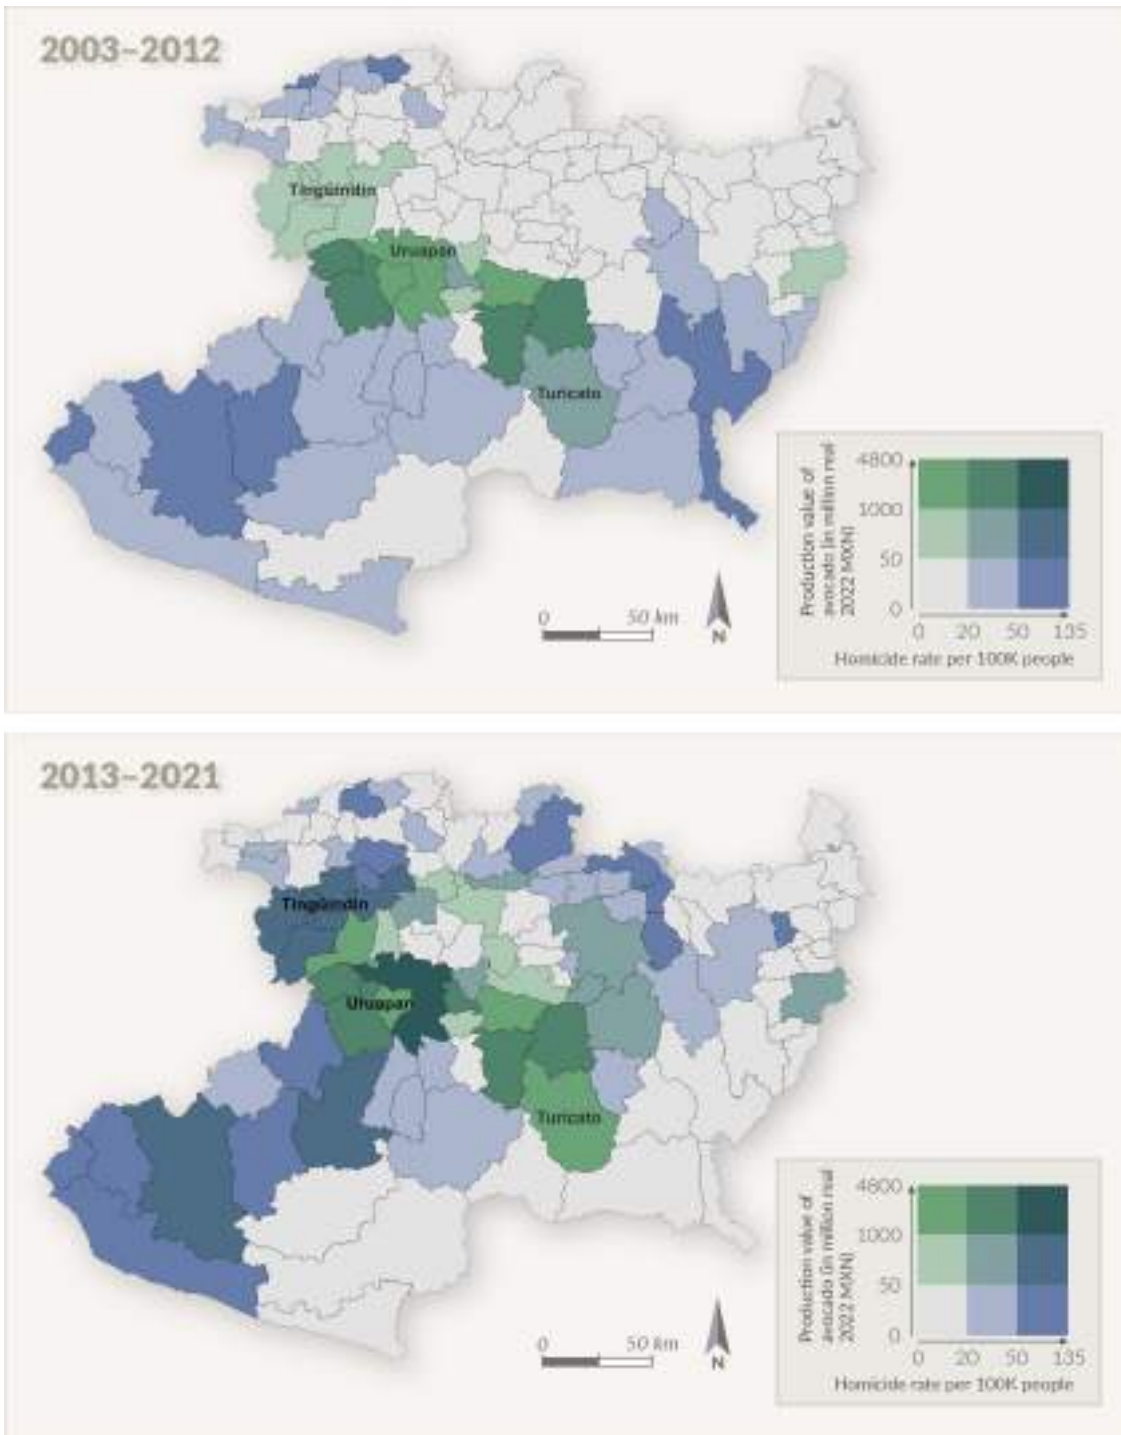 2003–2012
Tingüindín
Uruapan
Turicato
Production value of
avocado (in million real
2022 MXN)
4800
1000
50
0
0 20 50 135
Homicide rate per 100K people
0 50 km
N
2013–2021
Tingüindín
Uruapan
Turicato
Production value of
avocado (in million real
2022 MXN)
4800
1000
50
0
0 20 50 135
Homicide rate per 100K people
0 50 km
N